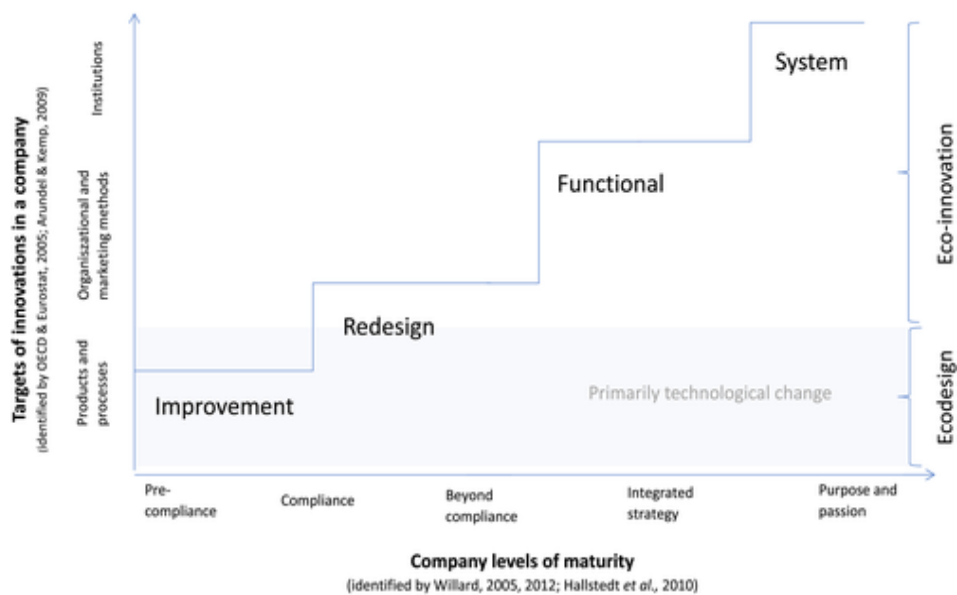 Targets of innovations in a company
(identified by OECD & Eurostat, 2005; Arundel & Kemp, 2009)
Institutions
Organiszational and
marketing methods
Products and
processes
System
Functional
Redesign
Improvement
Primarily technological change
Eco-innovation
Ecodesign
Pre-
compliance
Compliance
Beyond
compliance
Integrated
strategy
Purpose and
passion
Company levels of maturity
(identified by Willard, 2005, 2012; Hallstedt et al., 2010)